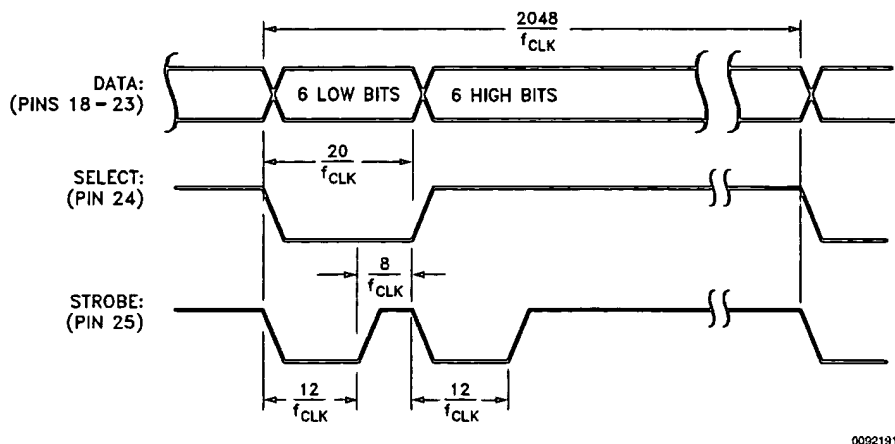 2048
fCLK
DATA:
(PINS 18-23)
6 LOW BITS
6 HIGH BITS
20
fCLK
SELECT:
(PIN 24)
8
fCLK
STROBE:
(PIN 25)
12
fCLK
12
fCLK
0092191